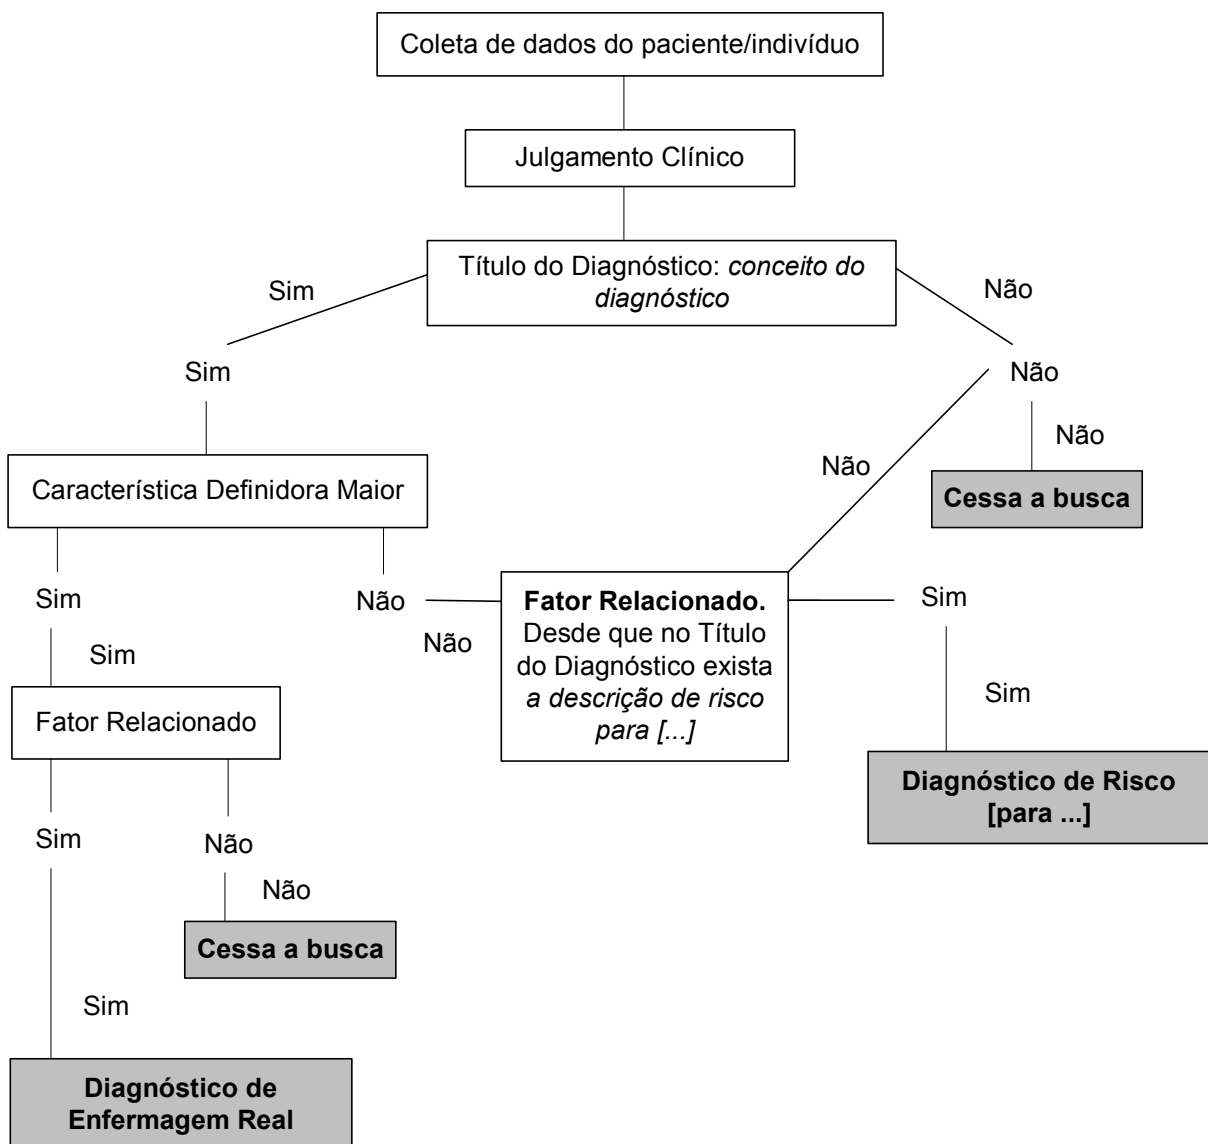 Coleta de dados do paciente/indivíduo
Julgamento Clínico
Título do Diagnóstico: conceito do
diagnóstico
Sim
Não
Sim
Não
Não
Característica Definidora Maior
Não
Cessa a busca
Sim
Não
Não
Fator Relacionado.
Desde que no Título
do Diagnóstico exista
a descrição de risco
para [...]
Sim
Sim
Sim
Fator Relacionado
Diagnóstico de Risco
[para ...]
Sim
Não
Não
Cessa a busca
Sim
Diagnóstico de
Enfermagem Real